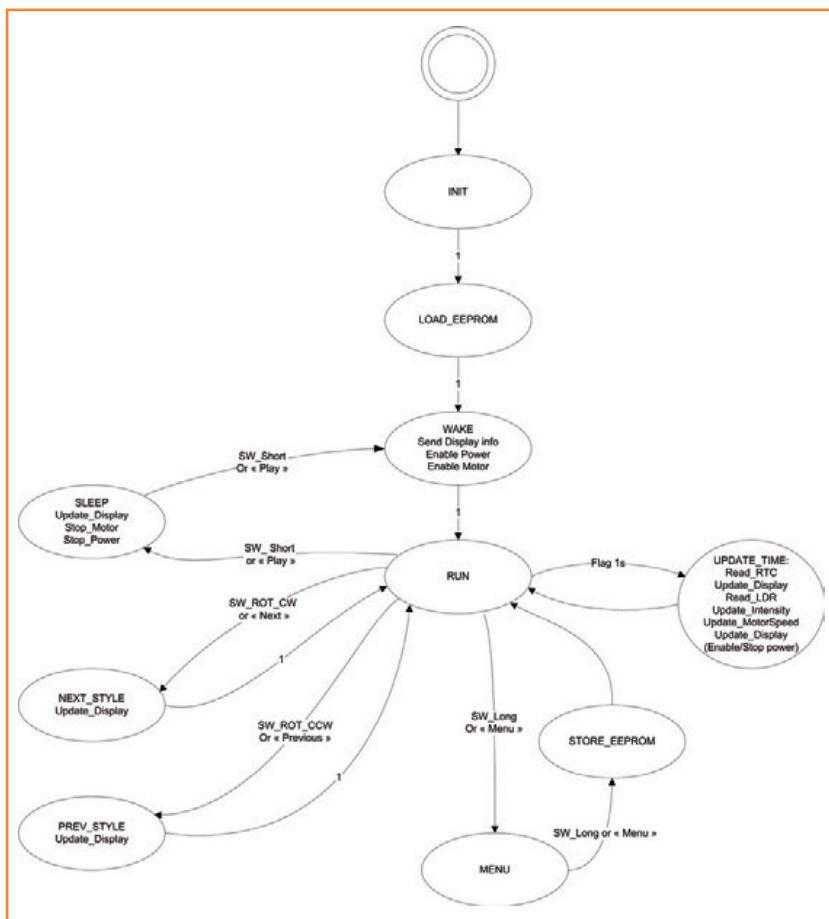 INIT
1
LOAD_EEPROM
1
WAKE
Send Display info
Enable Power
Enable Motor
SW_Short
Or « Play »
SLEEP
Update_Display
Stop_Motor
Stop_Power
1
SW_ Short
or « Play »
RUN
Flag 1s
UPDATE_TIME:
Read_RTC
Update_Display
Read_LDR
Update_Intensity
Update_MotorSpeed
Update_Display
(Enable/Stop power)
SW_ROT_CW
or « Next »
1
NEXT_STYLE
Update_Display
SW_ROT_CCW
Or « Previous »
SW_Long
Or « Menu »
STORE_EEPROM
1
PREV_STYLE
Update_Display
SW_Long or « Menu »
MENU